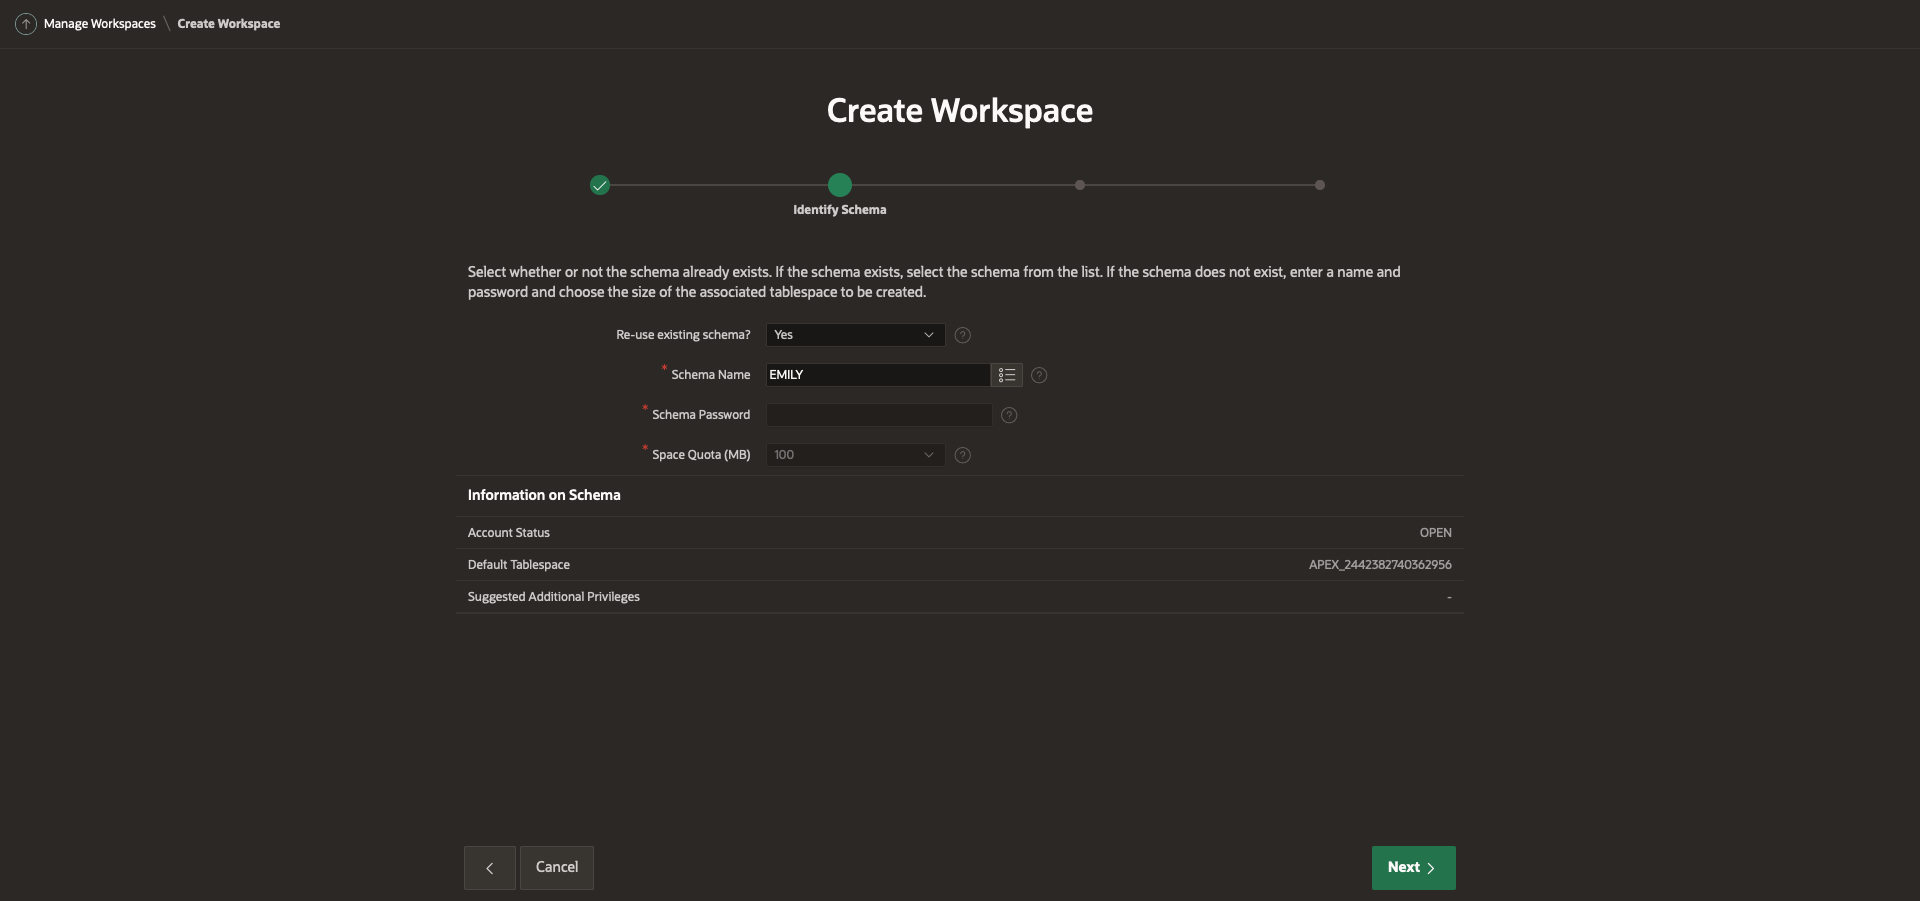 Manage Workspaces \ Create Workspace
Create Workspace
Identify Schema
Select whether or not the schema already exists. If the schema exists, select the schema from the list. If the schema does not exist, enter a name and
password and choose the size of the associated tablespace to be created.
Re-use existing schema? Yes ?
* Schema Name EMILY ?
* Schema Password ?
* Space Quota (MB) 100 ?
Information on Schema
Account Status OPEN
Default Tablespace APEX_2442382740362956
Suggested Additional Privileges -
Cancel Next